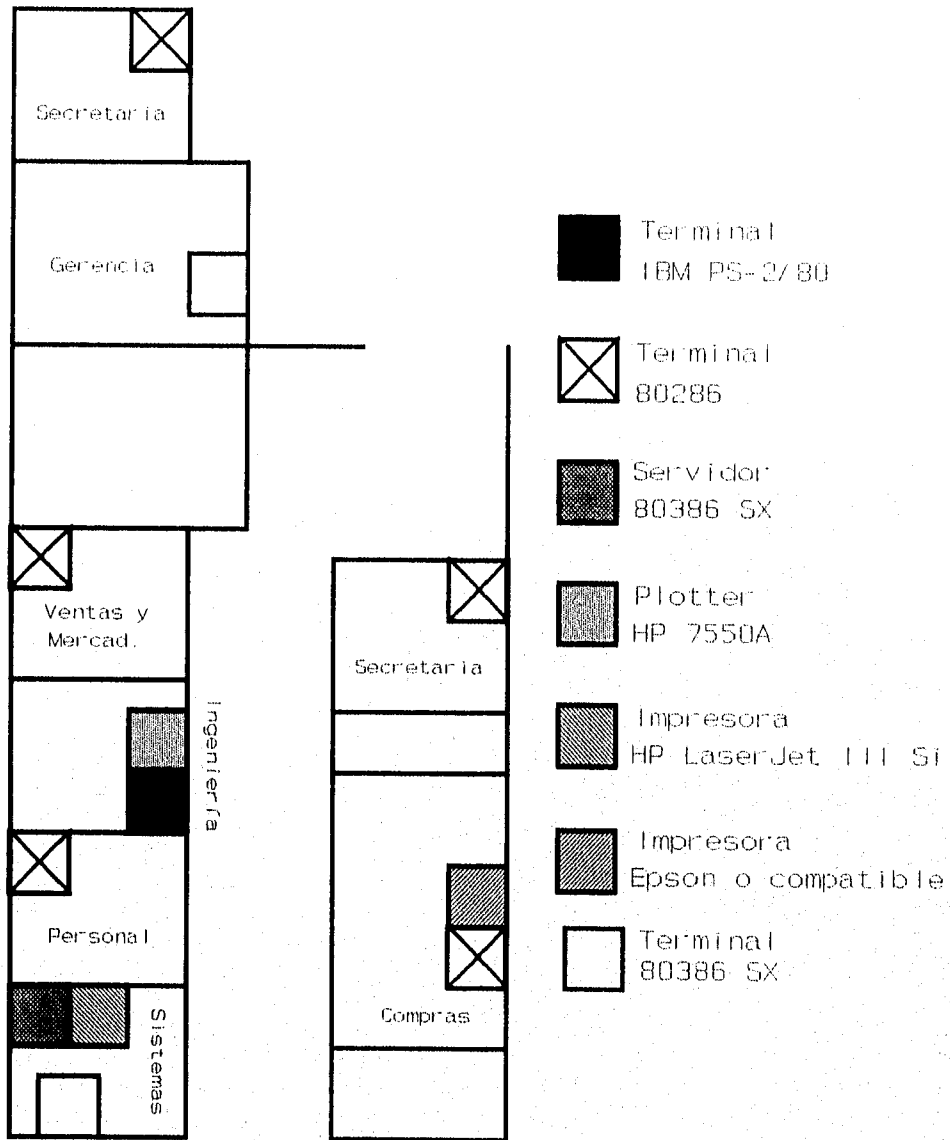 Secretaria
Gerencia
Ventas y
Mercad.
Ingeniería
Personal
Sistemas
Secretaria
Compras
Terminal
IBM PS-2/80
Terminal
80286
Servidor
80386 SX
Plotter
HP 7550A
Impresora
HP LaserJet III Si
Impresora
Epson o compatible
Terminal
80386 SX